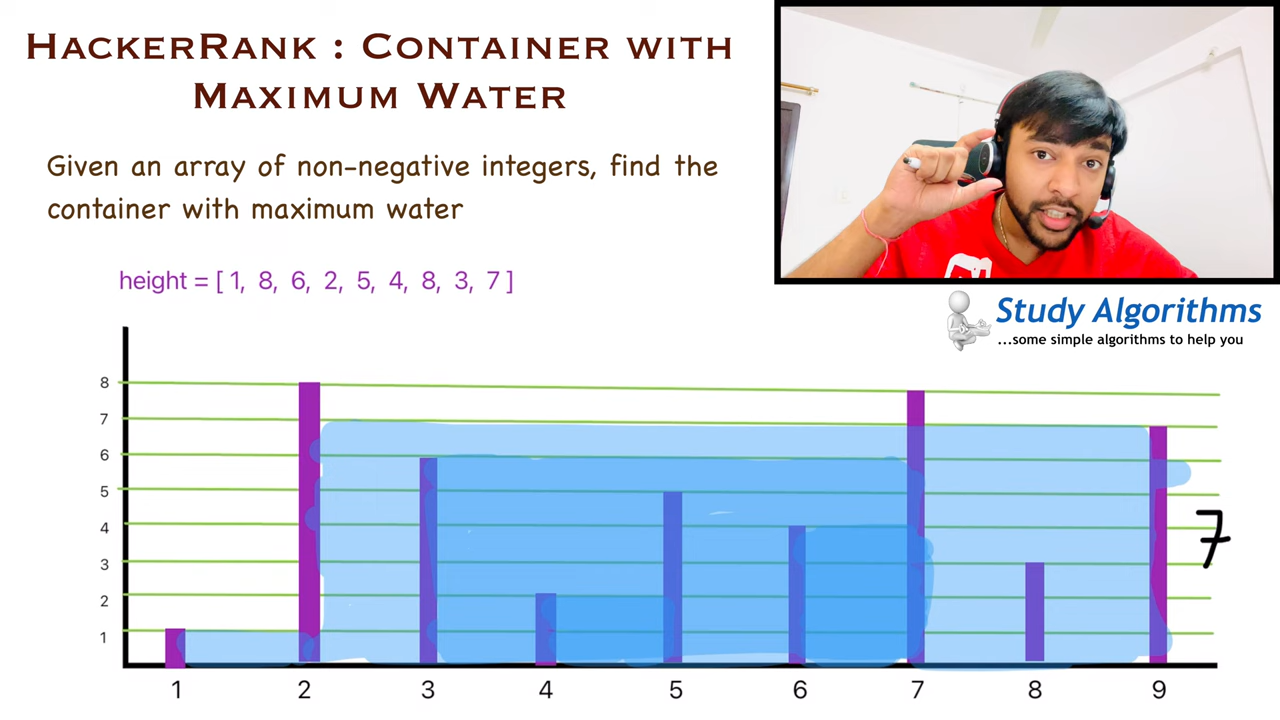 HACKERRANK : CONTAINER WITH
MAXIMUM WATER
Given an array of non-negative integers, find the
container with maximum water
height = [ 1, 8, 6, 2, 5, 4, 8, 3, 7 ]
Study Algorithms
...some simple algorithms to help you
8
7
6
5
4
3
2
1
7
1 2 3 4 5 6 7 8 9